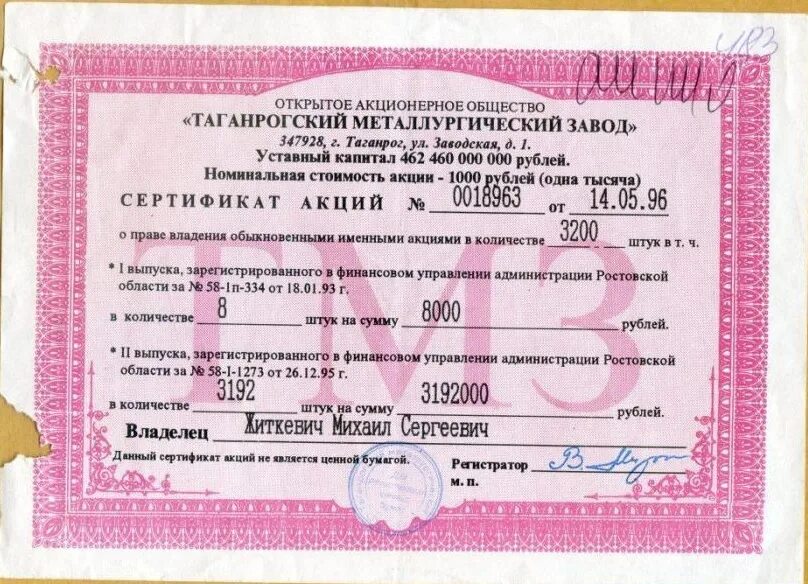 483
ОТКРЫТОЕ АКЦИОНЕРНОЕ ОБЩЕСТВО
«ТАГАНРОГСКИЙ МЕТАЛЛУРГИЧЕСКИЙ ЗАВОД»
347928, г. Таганрог, ул. Заводская, д. 1.
Уставный капитал 462 460 000 000 рублей.
Номинальная стоимость акции - 1000 рублей (одна тысяча)
СЕРТИФИКАТ АКЦИЙ № 0018963 от 14.05.96
о праве владения обыкновенными именными акциями в количестве 3200 штук в т. ч.
* I выпуска, зарегистрированного в финансовом управлении администрации Ростовской
области за № 58-1п-334 от 18.01.93 г.
в количестве 8 штук на сумму 8000 рублей.
* II выпуска, зарегистрированного в финансовом управлении администрации Ростовской
области за № 58-I-1273 от 26.12.95 г.
в количестве 3192 штук на сумму 3192000 рублей.
ТМЗ
Владелец Житкевич Михаил Сергеевич
Данный сертификат акций не является ценной бумагой.
Регистратор
м. п.